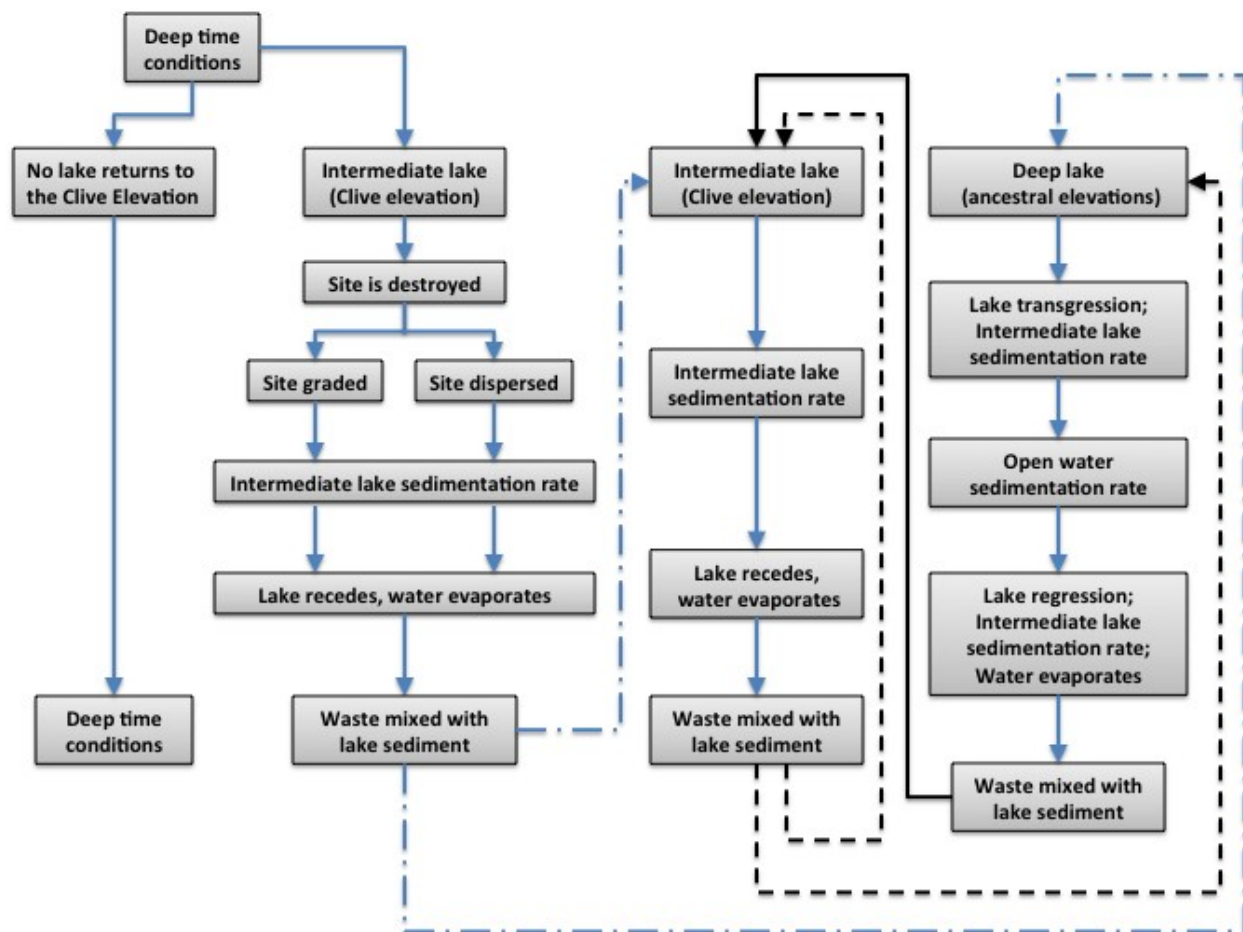 Deep time
conditions
No lake returns to
the Clive Elevation
Deep time
conditions
Intermediate lake
(Clive elevation)
Site is destroyed
Site graded
Site dispersed
Intermediate lake sedimentation rate
Lake recedes, water evaporates
Waste mixed with
lake sediment
Intermediate lake
(Clive elevation)
Intermediate lake
sedimentation rate
Lake recedes,
water evaporates
Waste mixed with
lake sediment
Deep lake
(ancestral elevations)
Lake transgression;
Intermediate lake
sedimentation rate
Open water
sedimentation rate
Lake regression;
Intermediate lake
sedimentation rate;
Water evaporates
Waste mixed with
lake sediment